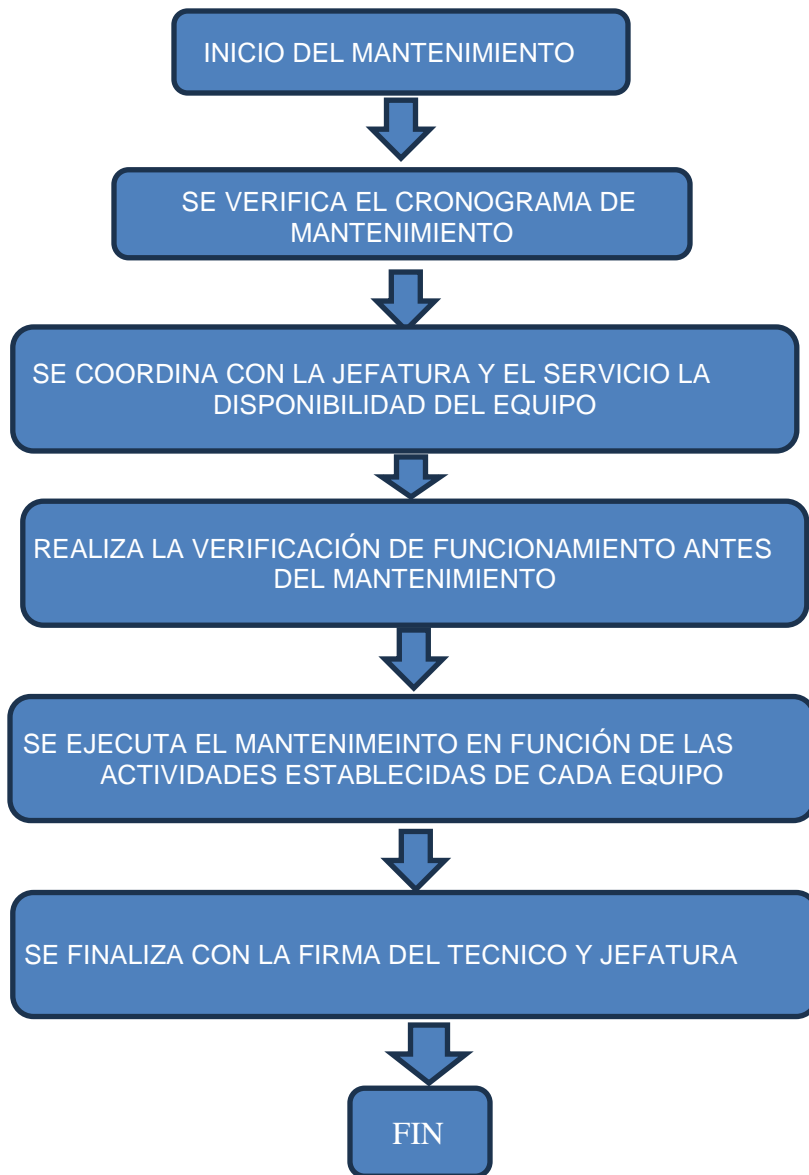 INICIO DEL MANTENIMIENTO
SE VERIFICA EL CRONOGRAMA DE
MANTENIMIENTO
SE COORDINA CON LA JEFATURA Y EL SERVICIO LA
DISPONIBILIDAD DEL EQUIPO
REALIZA LA VERIFICACIÓN DE FUNCIONAMIENTO ANTES
DEL MANTENIMIENTO
SE EJECUTA EL MANTENIMEINTO EN FUNCIÓN DE LAS
ACTIVIDADES ESTABLECIDAS DE CADA EQUIPO
SE FINALIZA CON LA FIRMA DEL TECNICO Y JEFATURA
FIN